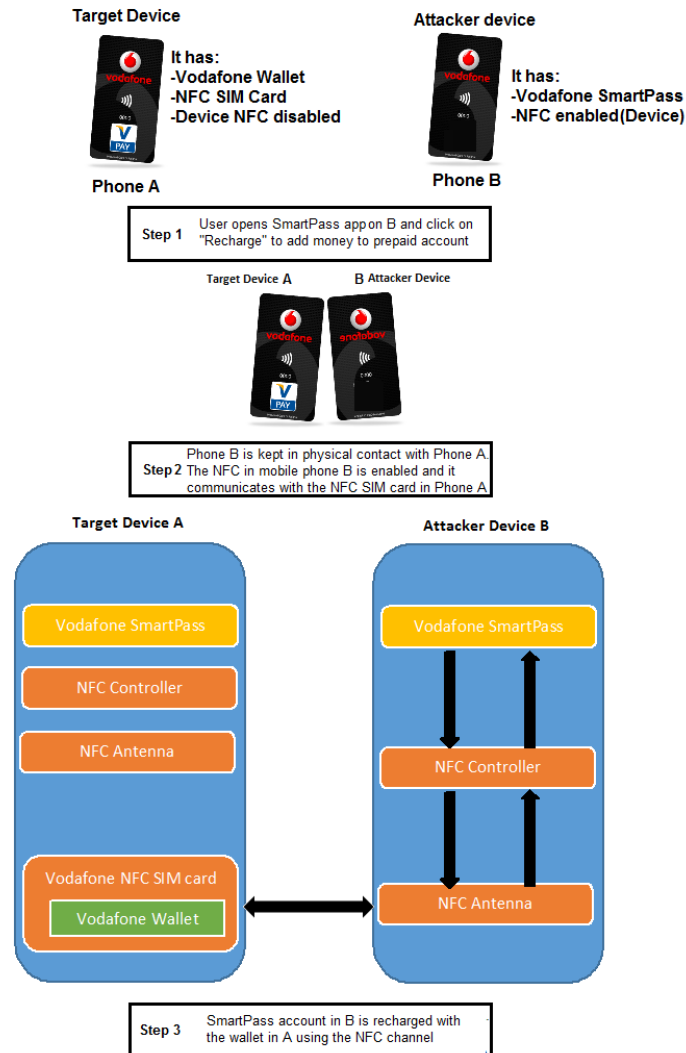 Target Device
Attacker device
vodafone
PAY
It has:
-Vodafone Wallet
-NFC SIM Card
-Device NFC disabled
vodafone
It has:
-Vodafone SmartPass
-NFC enabled(Device)
Phone A
Phone B
Step 1
User opens SmartPass app on B and click on
"Recharge" to add money to prepaid account
Target Device A
B Attacker Device
vodafone
PAY
vodafone
Step 2
Phone B is kept in physical contact with Phone A.
The NFC in mobile phone B is enabled and it
communicates with the NFC SIM card in Phone A
Target Device A
Attacker Device B
Vodafone SmartPass
NFC Controller
NFC Antenna
Vodafone NFC SIM card
Vodafone Wallet
Vodafone SmartPass
NFC Controller
NFC Antenna
Step 3
SmartPass account in B is recharged with
the wallet in A using the NFC channel